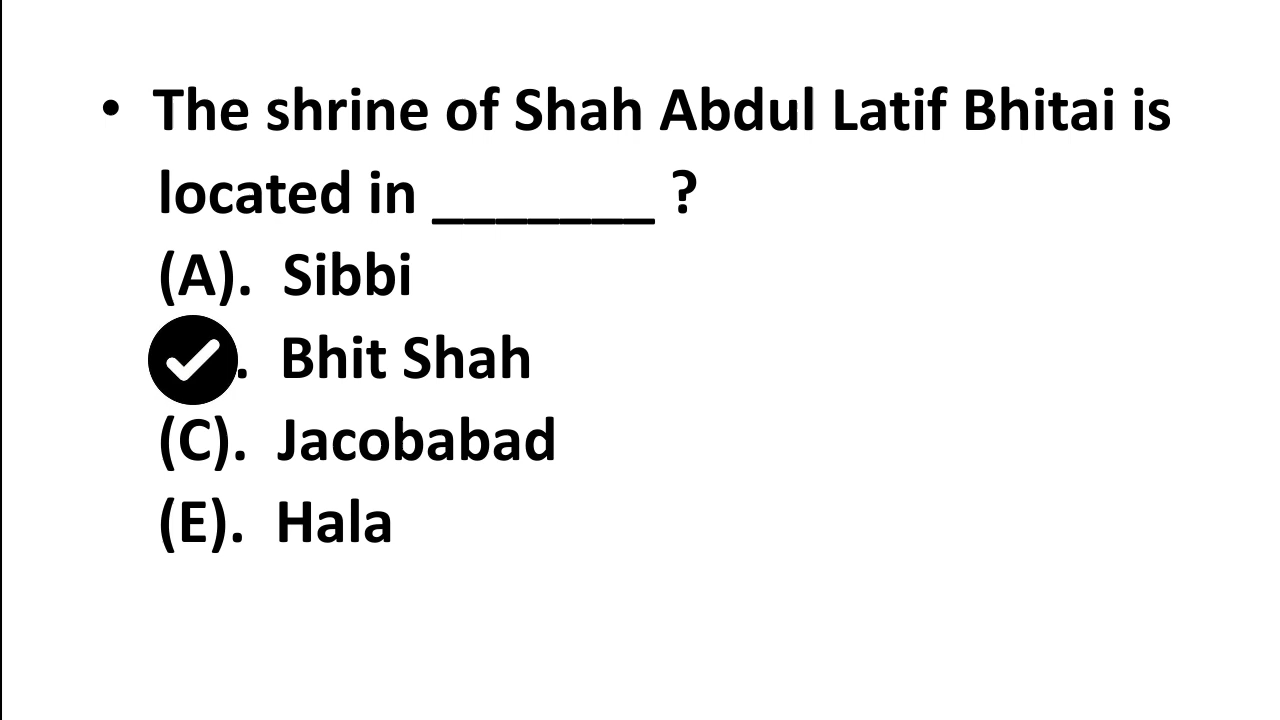 • The shrine of Shah Abdul Latif Bhitai is
located in _______ ?
(A). Sibbi
. Bhit Shah
(C). Jacobabad
(E). Hala